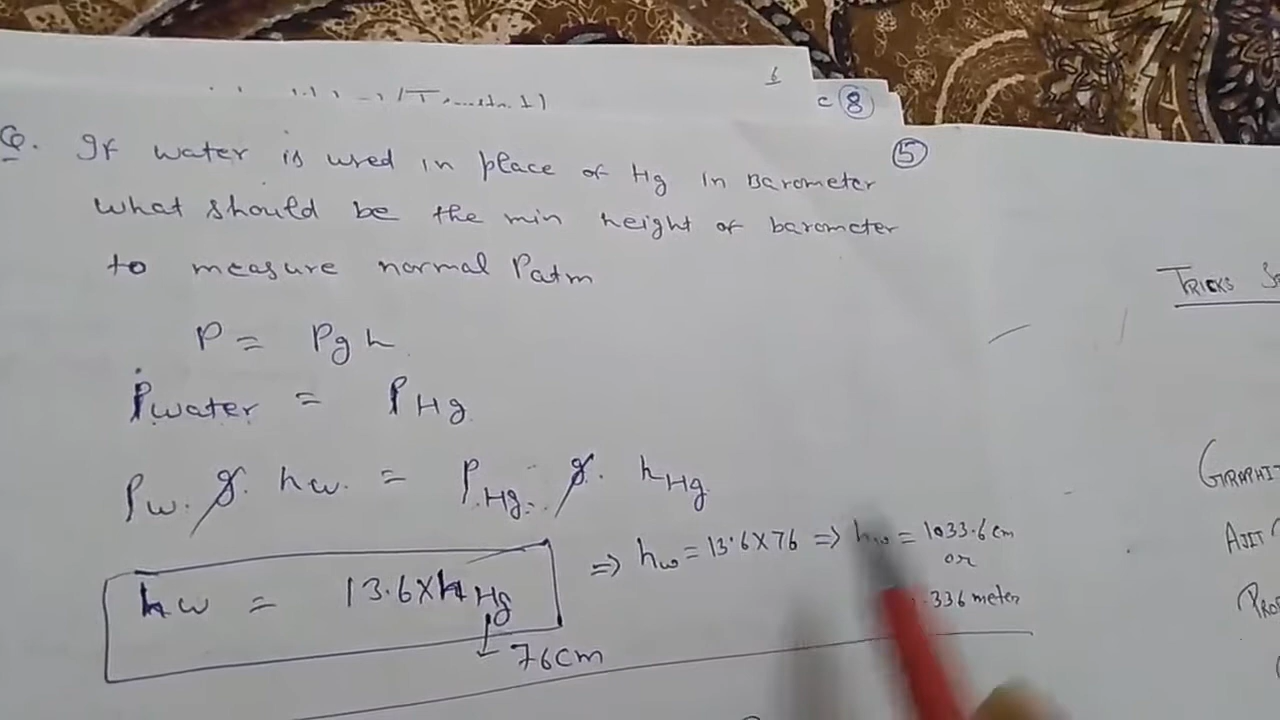 6
c 8
5
Q. If water is used in place of Hg in Barometer
what should be the min height of barometer
to measure normal Patm
P = ρgh
Pwater = PHg
ρw. g. hw. = ρHg. g. hHg
hw = 13.6×hHg
76cm
⇒ hw = 13.6×76 ⇒ hw = 1033.6 cm
or
.336 meter
TRICKS